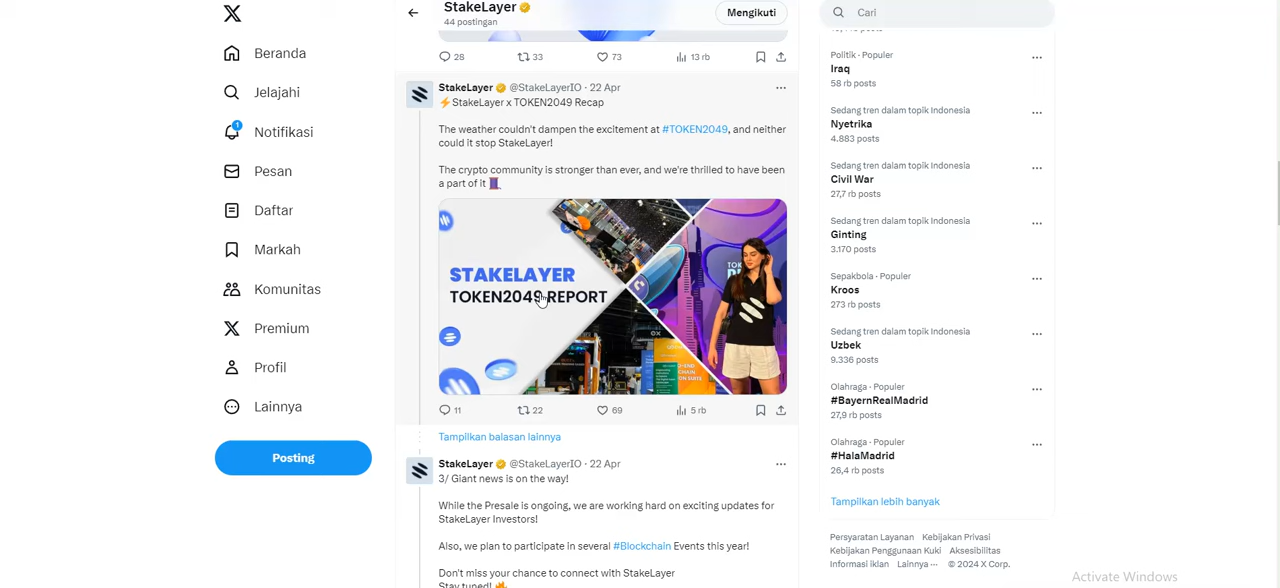 Beranda
Jelajahi
1
Notifikasi
Pesan
Daftar
Markah
Komunitas
Premium
Profil
Lainnya
Posting
StakeLayer
44 postingan
Mengikuti
28 33 73 13 rb
StakeLayer @StakeLayerIO · 22 Apr
⚡StakeLayer x TOKEN2049 Recap
The weather couldn't dampen the excitement at #TOKEN2049, and neither
could it stop StakeLayer!
The crypto community is stronger than ever, and we're thrilled to have been
a part of it 🧵
STAKELAYER
TOKEN2049 REPORT
11 22 69 5 rb
Tampilkan balasan lainnya
StakeLayer @StakeLayerIO · 22 Apr
3/ Giant news is on the way!
While the Presale is ongoing, we are working hard on exciting updates for
StakeLayer Investors!
Also, we plan to participate in several #Blockchain Events this year!
Don't miss your chance to connect with StakeLayer
Stay tuned! 🔥
Cari
Politik · Populer
Iraq
58 rb posts
Sedang tren dalam topik Indonesia
Nyetrika
4.883 posts
Sedang tren dalam topik Indonesia
Civil War
27,7 rb posts
Sedang tren dalam topik Indonesia
Ginting
3.170 posts
Sepakbola · Populer
Kroos
273 rb posts
Sedang tren dalam topik Indonesia
Uzbek
9.336 posts
Olahraga · Populer
#BayernRealMadrid
27,9 rb posts
Olahraga · Populer
#HalaMadrid
26,4 rb posts
Tampilkan lebih banyak
Persyaratan Layanan Kebijakan Privasi
Kebijakan Penggunaan Kuki Aksesibilitas
Informasi iklan Lainnya ··· © 2024 X Corp.
Activate Windows